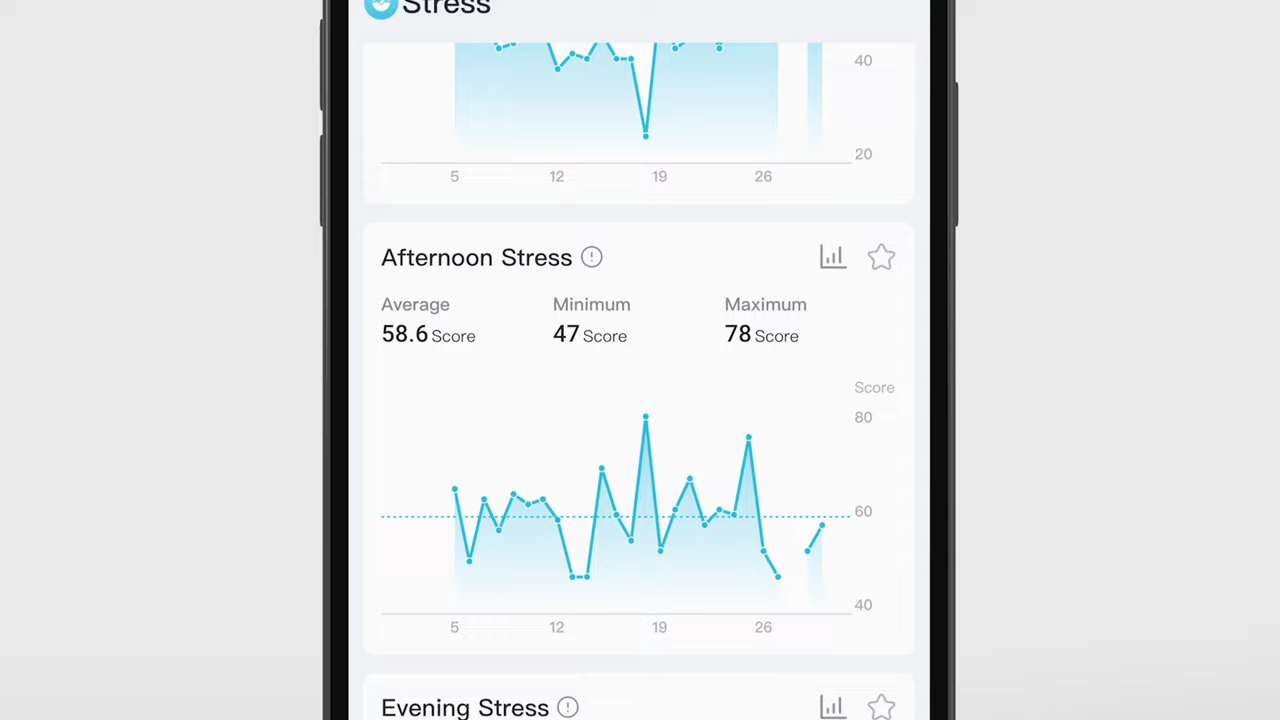 Stress
40
20
5 12 19 26
Afternoon Stress
Average Minimum Maximum
58.6 Score 47 Score 78 Score
Score
80
60
40
5 12 19 26
Evening Stress